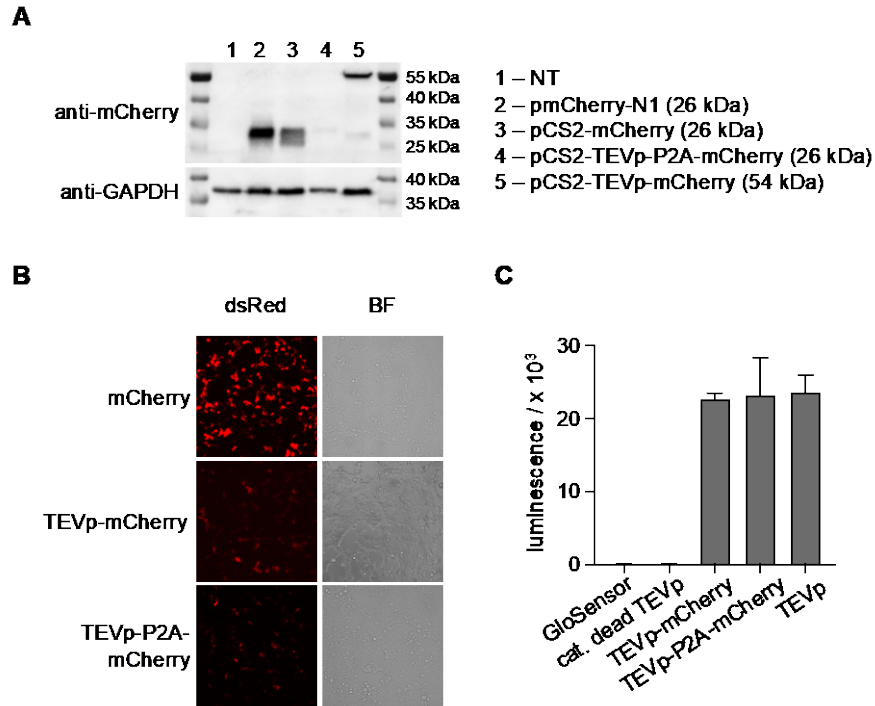 A
1 2 3 4 5
anti-mCherry
55 kDa
40 kDa
35 kDa
25 kDa
anti-GAPDH
40 kDa
35 kDa
1 – NT
2 – pmCherry-N1 (26 kDa)
3 – pCS2-mCherry (26 kDa)
4 – pCS2-TEVp-P2A-mCherry (26 kDa)
5 – pCS2-TEVp-mCherry (54 kDa)
B
dsRed BF
mCherry
TEVp-mCherry
TEVp-P2A-
mCherry
C
luminescence / x 10³
30
20
10
0
GloSensor
cat. dead TEVp
TEVp-mCherry
TEVp-P2A-mCherry
TEVp